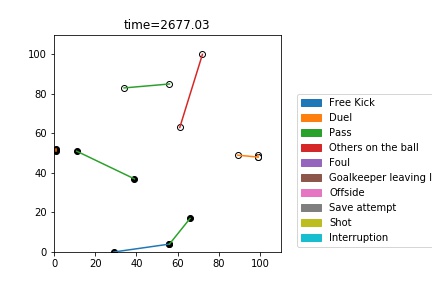 time=2677.03
100
80
60
40
20
0
0 20 40 60 80 100
Free Kick
Duel
Pass
Others on the ball
Foul
Goalkeeper leaving l
Offside
Save attempt
Shot
Interruption